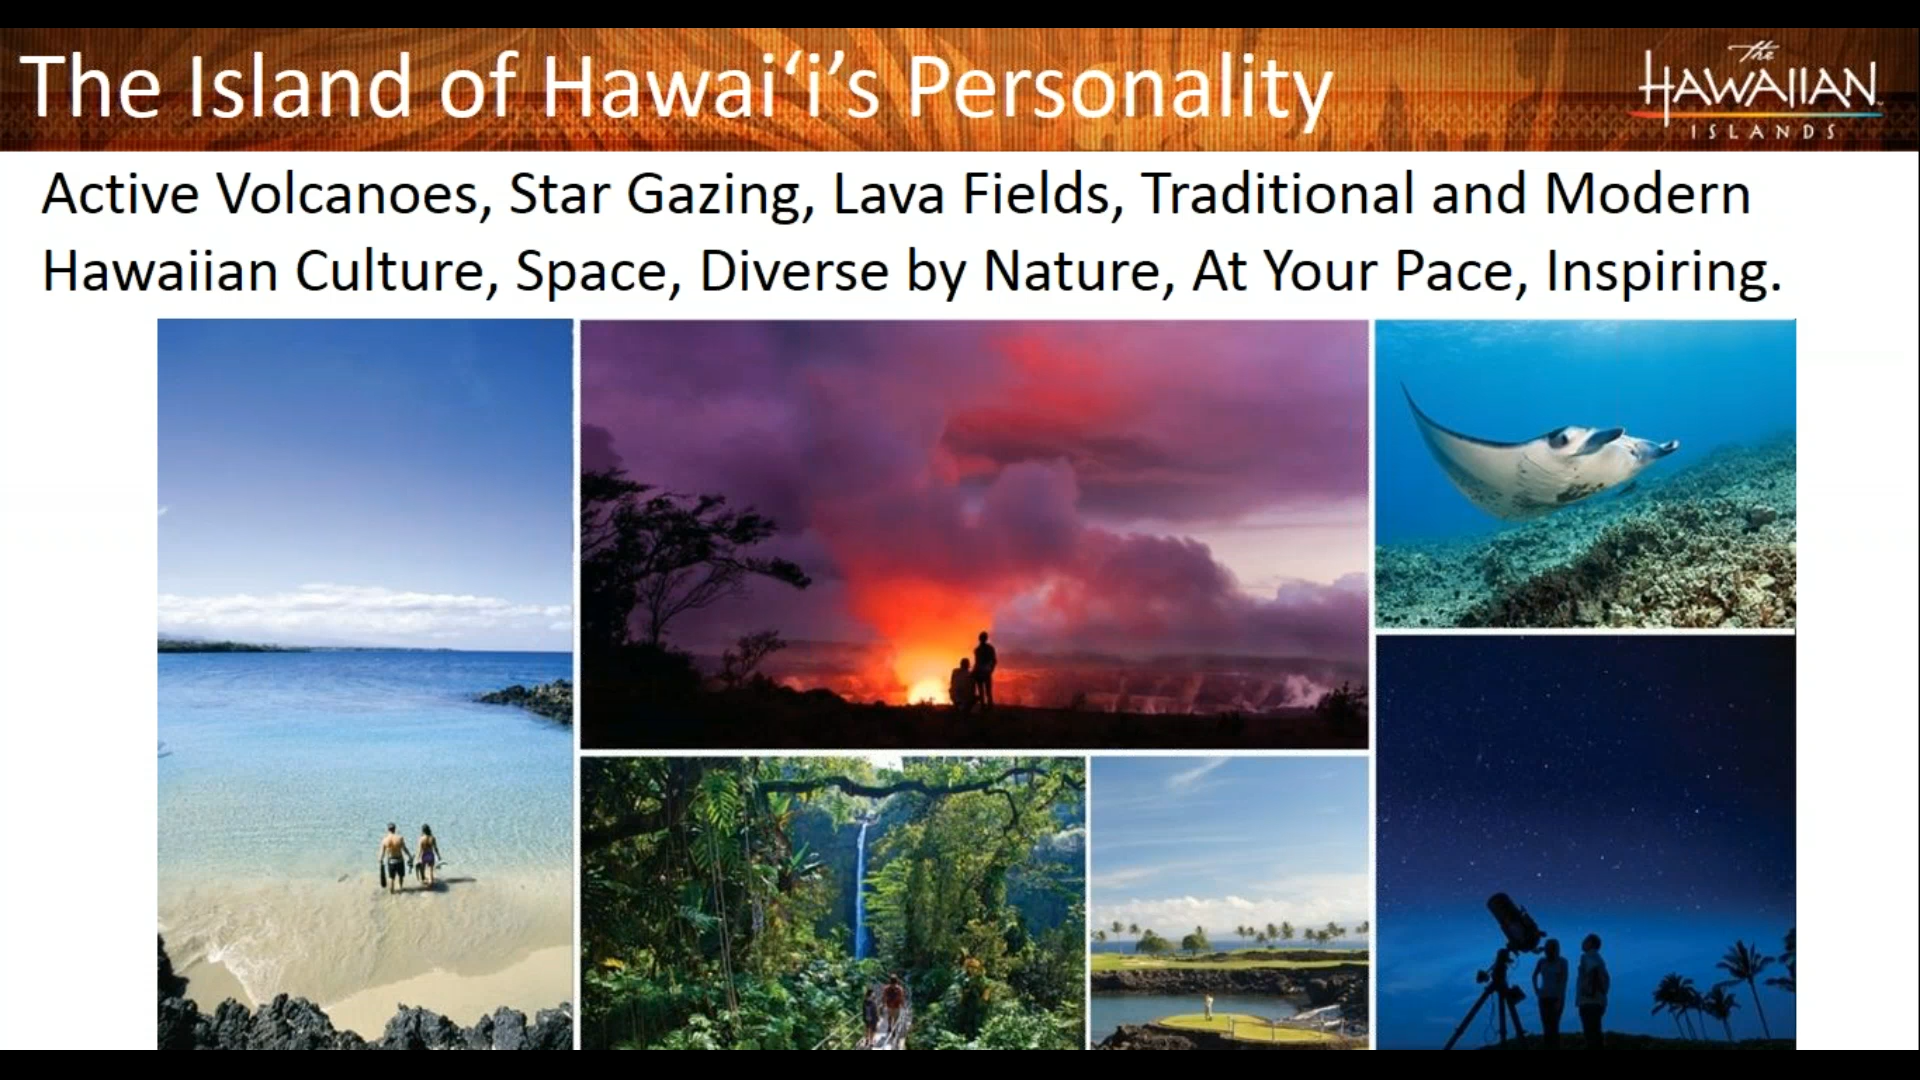 The Island of Hawai‘i’s Personality
The
HAWAIIAN
ISLANDS
Active Volcanoes, Star Gazing, Lava Fields, Traditional and Modern
Hawaiian Culture, Space, Diverse by Nature, At Your Pace, Inspiring.